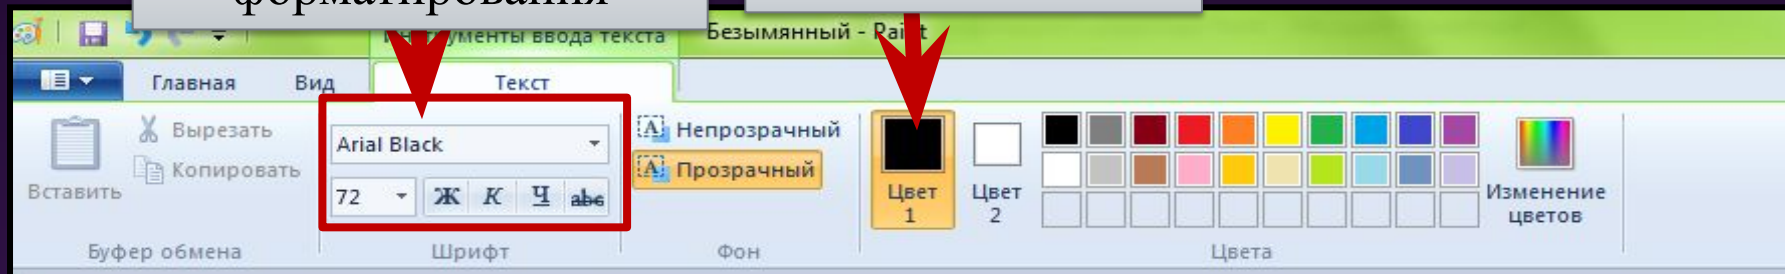 форматирования
Инструменты ввода текста
Безымянный - Paint
Главная
Вид
Текст
Вырезать
Копировать
Вставить
Буфер обмена
Arial Black
72
Ж К Ч abc
Шрифт
Непрозрачный
Прозрачный
Фон
Цвет
1
Цвет
2
Изменение
цветов
Цвета